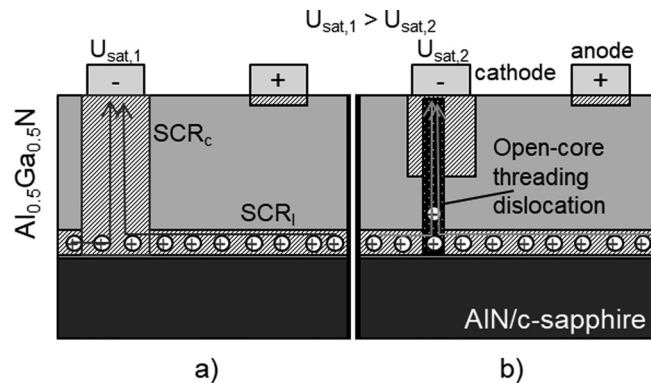 U_sat,1 > U_sat,2
U_sat,1
U_sat,2
anode
-
+
-
cathode
+
SCR_c
Open-core
threading
dislocation
SCR_l
Al_0.5Ga_0.5N
+ + + + + + + + +
+
+ + + + + + + + +
AlN/c-sapphire
a)
b)